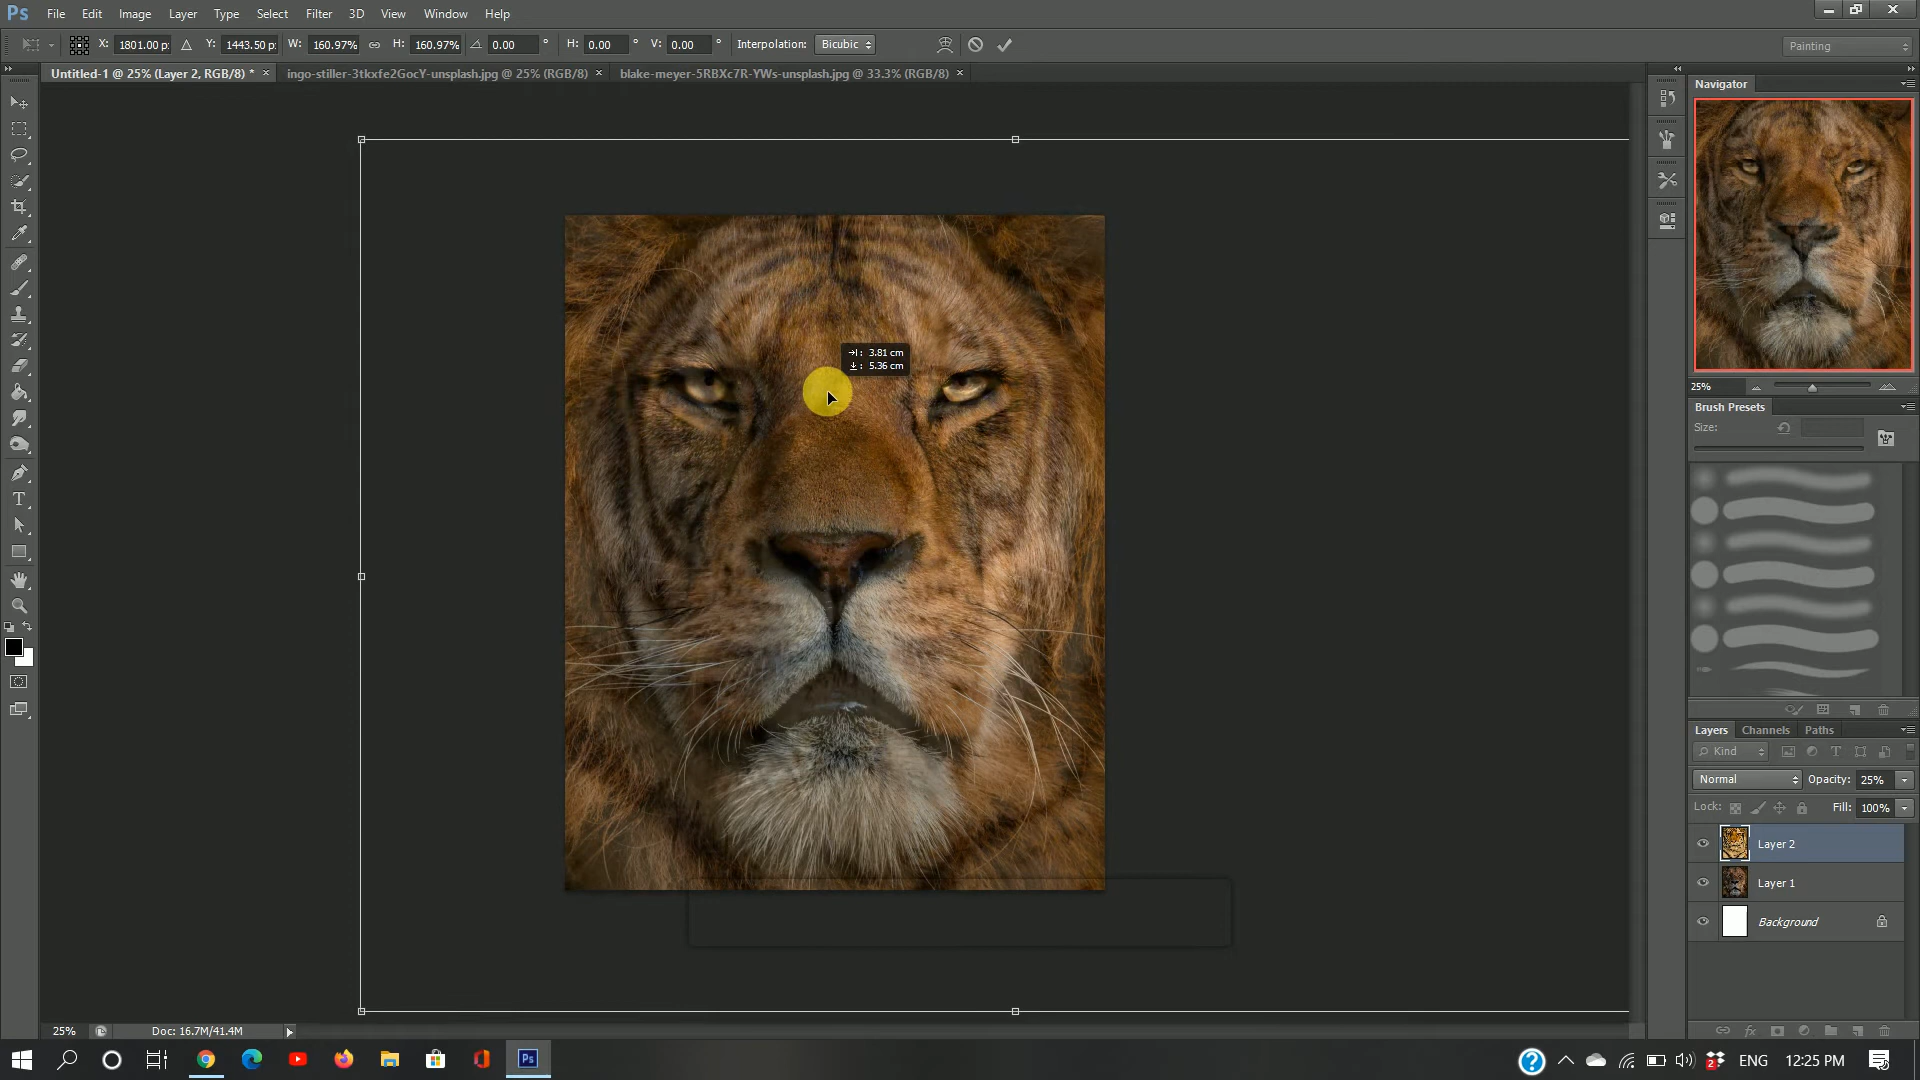 Ps File Edit Image Layer Type Select Filter 3D View Window Help
X: 1801.00 p: Y: 1443.50 p: W: 160.97% H: 160.97% 0.00 ° H: 0.00 ° V: 0.00 ° Interpolation: Bicubic Painting
Untitled-1 @ 25% (Layer 2, RGB/8) * × ingo-stiller-3tkxfe2GocY-unsplash.jpg @ 25% (RGB/8) × blake-meyer-5RBXc7R-YWs-unsplash.jpg @ 33.3% (RGB/8) ×
Navigator
3.81 cm
5.36 cm
25%
Brush Presets
Size:
Layers Channels Paths
Kind
Normal Opacity: 25%
Lock: Fill: 100%
Layer 2
Layer 1
Background
25% Doc: 16.7M/41.4M
Ps 2 ENG 12:25 PM